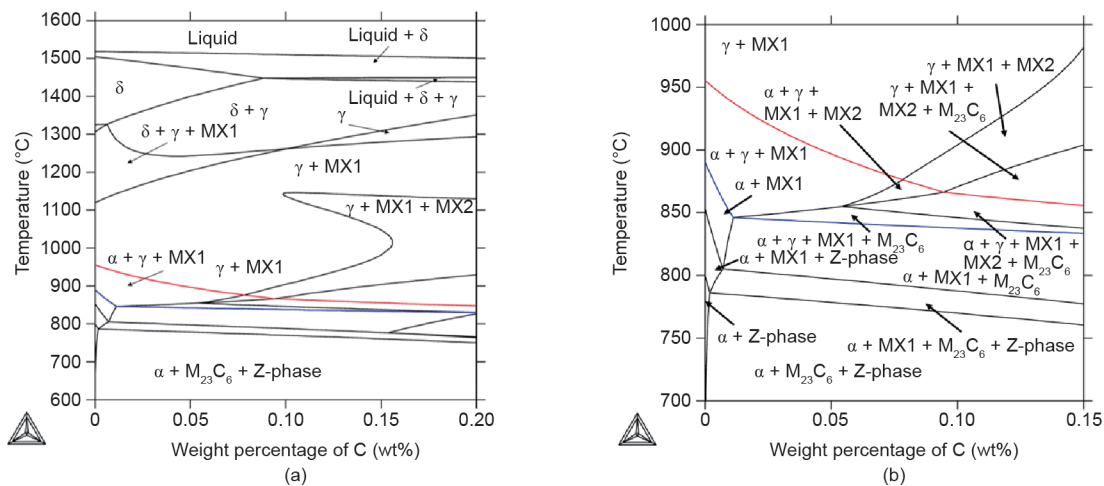 1600
1500
1400
1300
1200
1100
1000
900
800
700
600
Temperature (°C)
0
0.05
0.10
0.15
0.20
Weight percentage of C (wt%)
(a)
Liquid
Liquid + δ
δ
δ + γ
Liquid + δ + γ
γ
δ + γ + MX1
γ + MX1
γ + MX1 + MX2
α + γ + MX1
γ + MX1
α + M₂₃C₆ + Z-phase
1000
950
900
850
800
750
700
Temperature (°C)
0
0.05
0.10
0.15
Weight percentage of C (wt%)
(b)
γ + MX1
γ + MX1 + MX2
γ + MX1 +
MX2 + M₂₃C₆
α + γ +
MX1 + MX2
α + γ + MX1
α + MX1
α + γ + MX1 + M₂₃C₆
α + MX1 + Z-phase
α + γ + MX1 +
MX2 + M₂₃C₆
α + MX1 + M₂₃C₆
α + Z-phase
α + MX1 + M₂₃C₆ + Z-phase
α + M₂₃C₆ + Z-phase